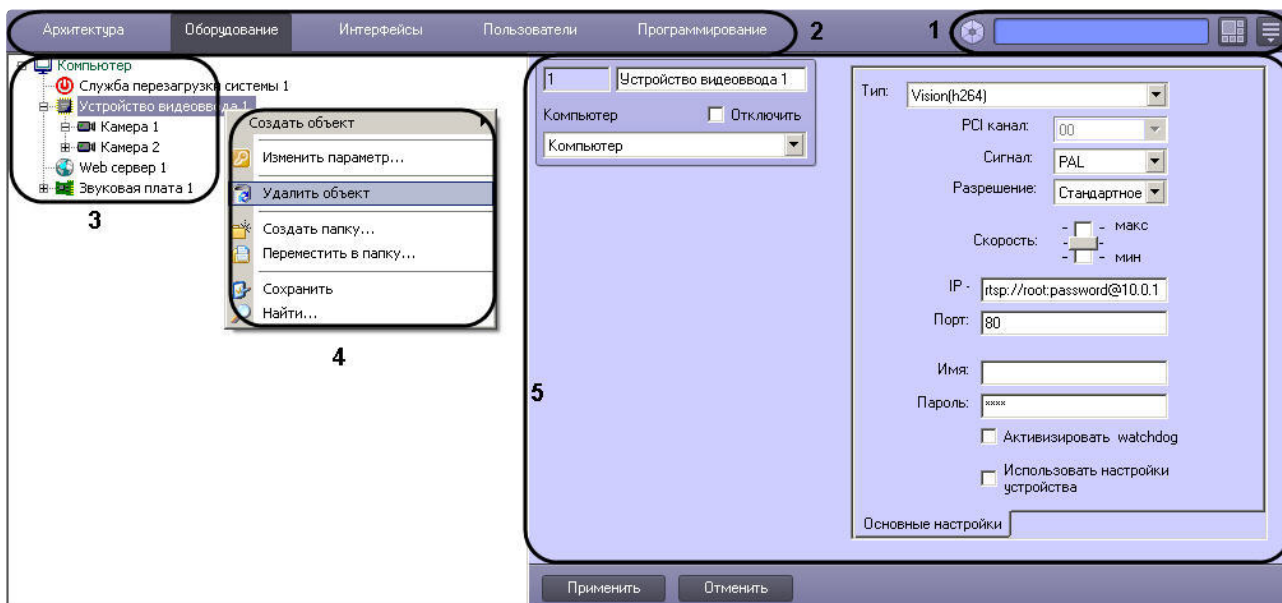 Архитектура Оборудование Интерфейсы Пользователи Программирование 2 1
Компьютер
Служба перезагрузки системы 1
Устройство видеоввода 1
Камера 1
Камера 2
Web сервер 1
Звуковая плата 1
3
Создать объект
Изменить параметр...
Удалить объект
Создать папку...
Переместить в папку...
Сохранить
Найти...
4
1 Устройство видеоввода 1
Компьютер Отключить
Компьютер
5
Тип: Vision(h264)
PCI канал: 00
Сигнал: PAL
Разрешение: Стандартное
Скорость: - - макс
- -
- - мин
IP - rtsp://root:password@10.0.1
Порт: 80
Имя:
Пароль: ****
Активизировать watchdog
Использовать настройки
устройства
Основные настройки
Применить Отменить